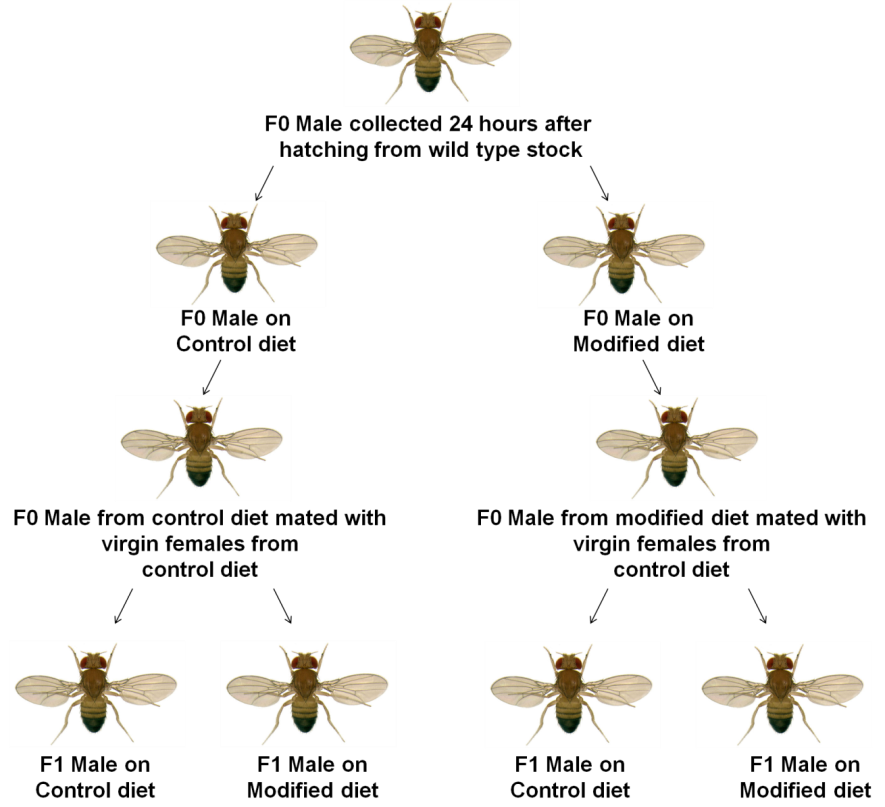 F0 Male collected 24 hours after
hatching from wild type stock
F0 Male on
Control diet
F0 Male on
Modified diet
F0 Male from control diet mated with
virgin females from
control diet
F0 Male from modified diet mated with
virgin females from
control diet
F1 Male on
Control diet
F1 Male on
Modified diet
F1 Male on
Control diet
F1 Male on
Modified diet